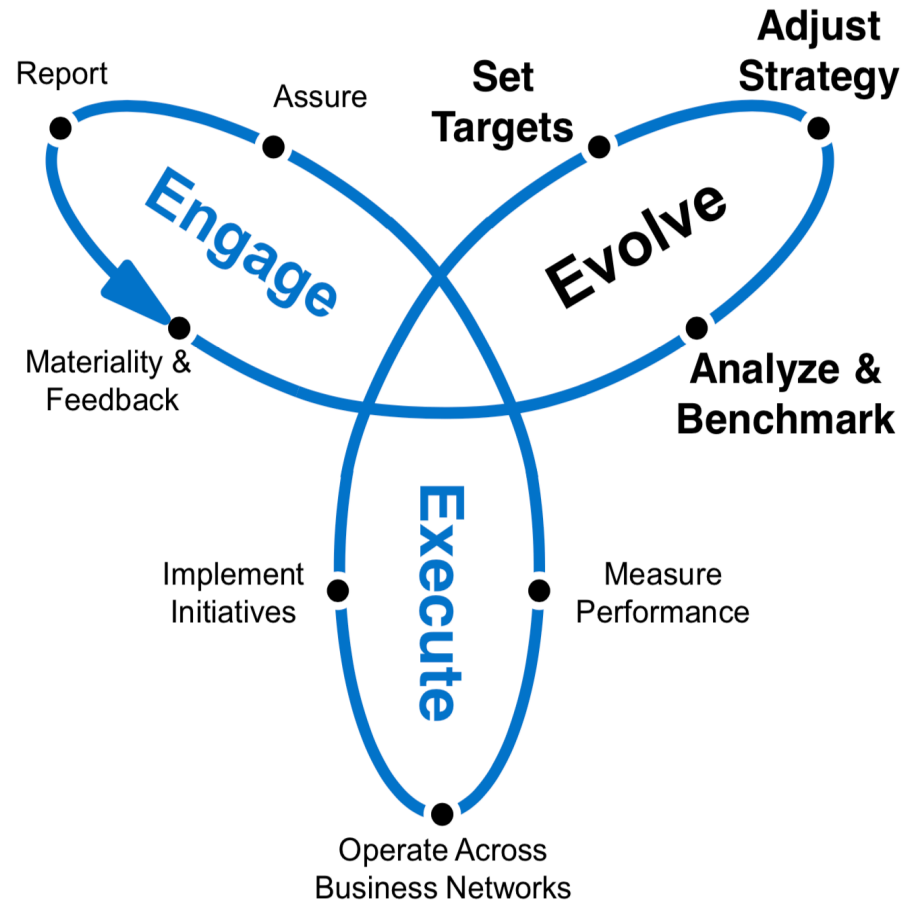 Report
Assure
Set
Targets
Adjust
Strategy
Engage
Evolve
Materiality &
Feedback
Analyze &
Benchmark
Execute
Implement
Initiatives
Measure
Performance
Operate Across
Business Networks